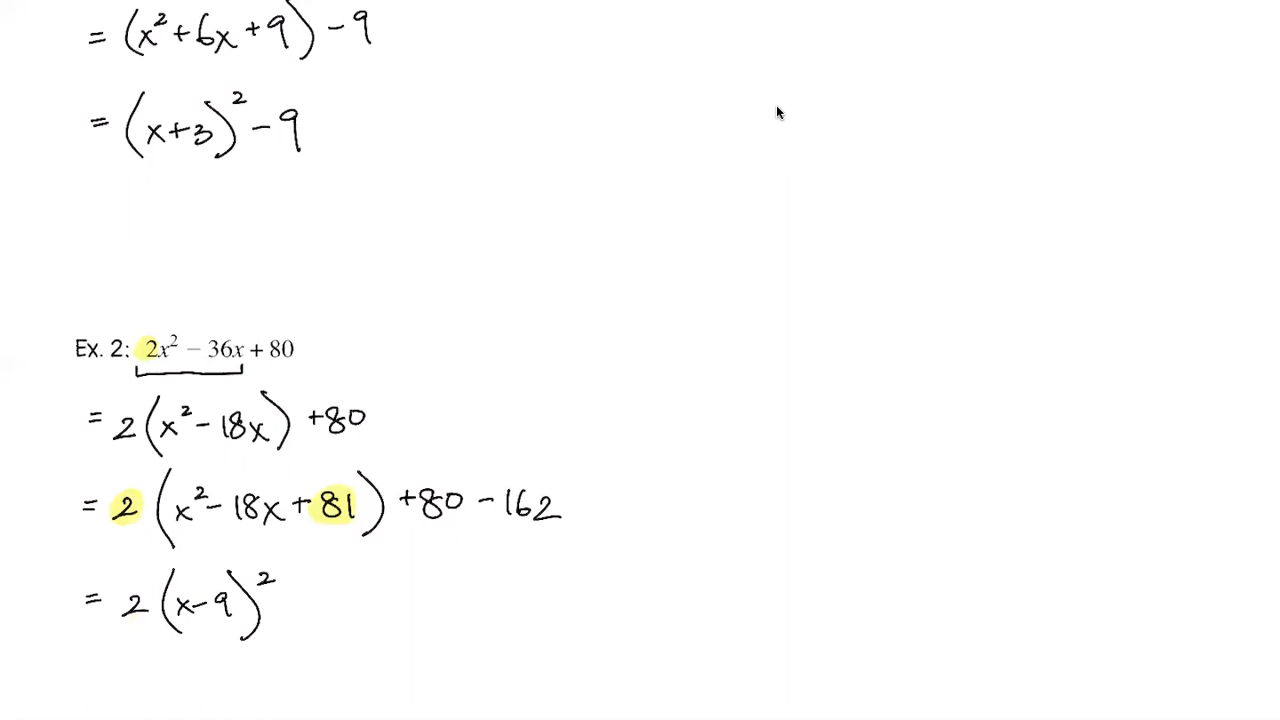 = (x² + 6x + 9) - 9
= (x+3)² - 9
Ex. 2: 2x² − 36x + 80
= 2(x² - 18x) + 80
= 2(x² - 18x + 81) + 80 - 162
= 2(x-9)²